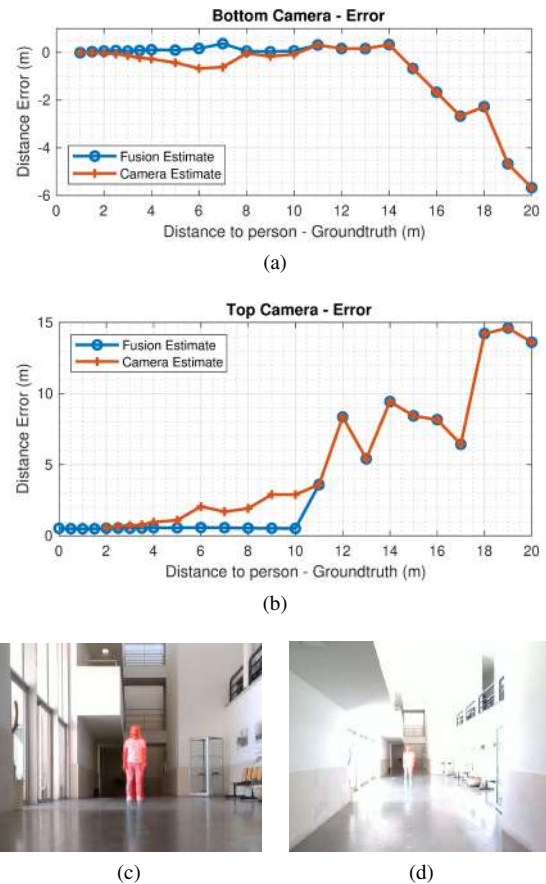 Bottom Camera - Error
Distance Error (m)
0
-2
-4
-6
Fusion Estimate
Camera Estimate
0 2 4 6 8 10 12 14 16 18 20
Distance to person - Groundtruth (m)
(a)
Top Camera - Error
Distance Error (m)
15
10
5
0
Fusion Estimate
Camera Estimate
0 2 4 6 8 10 12 14 16 18 20
Distance to person - Groundtruth (m)
(b)
(c) (d)